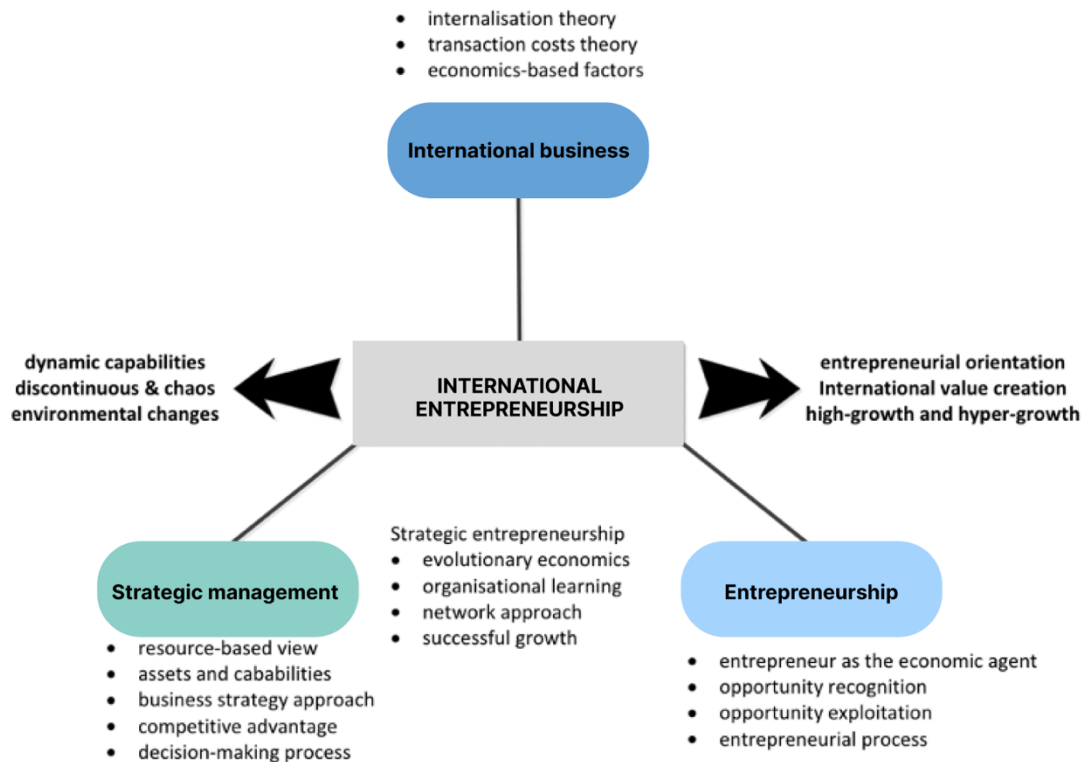 • internalisation theory
• transaction costs theory
• economics-based factors
International business
dynamic capabilities
discontinuous & chaos
environmental changes
INTERNATIONAL
ENTREPRENEURSHIP
entrepreneurial orientation
International value creation
high-growth and hyper-growth
Strategic management
• resource-based view
• assets and cababilities
• business strategy approach
• competitive advantage
• decision-making process
Strategic entrepreneurship
• evolutionary economics
• organisational learning
• network approach
• successful growth
Entrepreneurship
• entrepreneur as the economic agent
• opportunity recognition
• opportunity exploitation
• entrepreneurial process